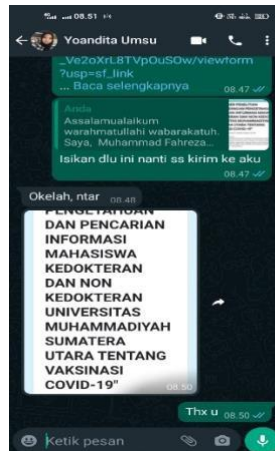 08.51
Yoandita Umsu
_Ve2oXrL8TVpOuSOw/viewform
?usp=sf_link
... Baca selengkapnya 08.47
Anda
Assalamualaikum
warahmatullahi wabarakatuh.
Saya, Muhammad Fahreza...
Isikan dlu ini nanti ss kirim ke aku
08.47
Okelah, ntar 08.48
PENGETAHUAN
DAN PENCARIAN
INFORMASI
MAHASISWA
KEDOKTERAN
DAN NON
KEDOKTERAN
UNIVERSITAS
MUHAMMADIYAH
SUMATERA
UTARA TENTANG
VAKSINASI
COVID-19"
08.50
Thx u 08.50
Ketik pesan